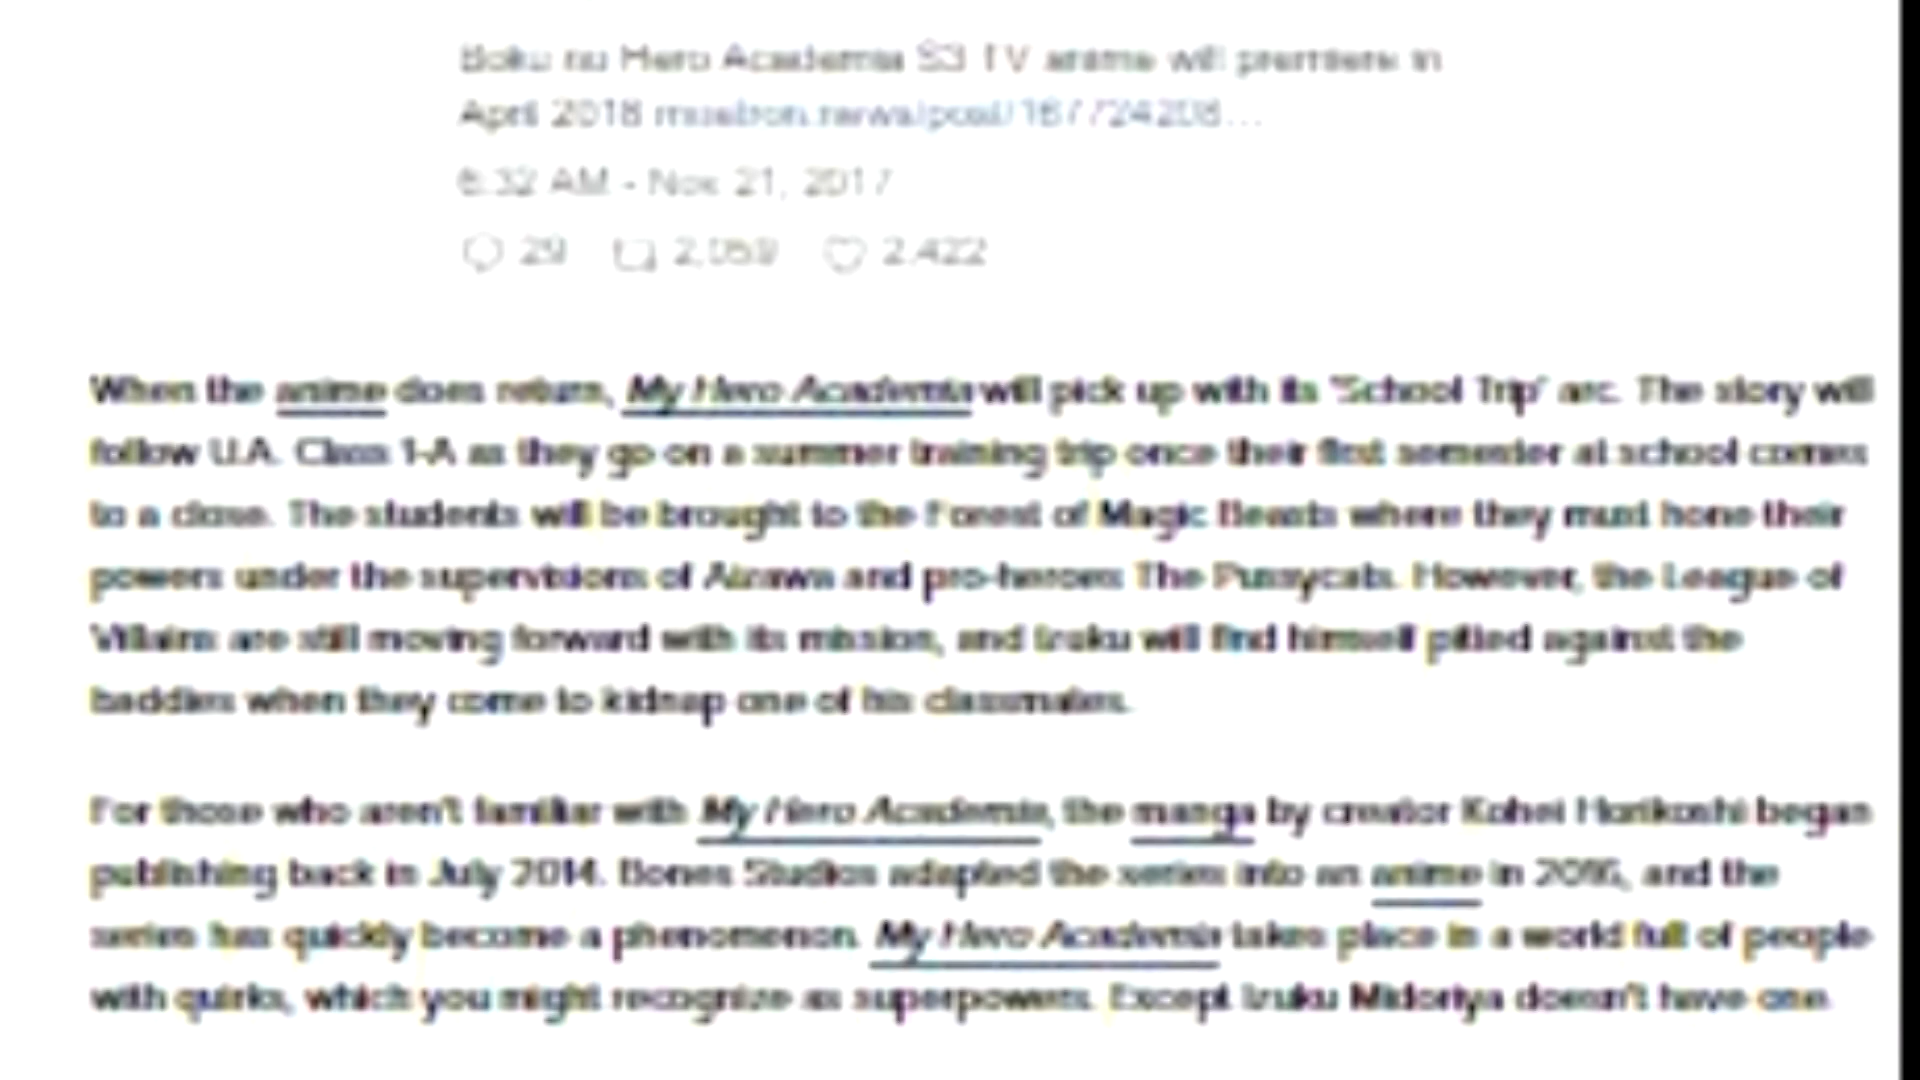 Boku no Hero Academia S3 TV anime will premiere in
April 2018
6:32 AM - Nov 21, 2017
29 2,422
When the anime does return, My Hero Academia will pick up with its 'School Trip' arc. The story will
follow U.A. Class 1-A as they go on a summer training trip once their first semester at school comes
to a close. The students will be brought to the Forest of Magic Beasts where they must hone their
powers under the supervisions of Aizawa and pro-heroes The Pussycats. However, the League of
Villains are still moving forward with its mission, and Izuku will find himself pitted against the
baddies when they come to kidnap one of his classmates.
For those who aren't familiar with My Hero Academia, the manga by creator Kohei Horikoshi began
publishing back in July 2014. Bones Studios adapted the series into an anime in 2016, and the
series has quickly become a phenomenon. My Hero Academia takes place in a world full of people
with quirks, which you might recognize as superpowers. Except Izuku Midoriya doesn't have one.